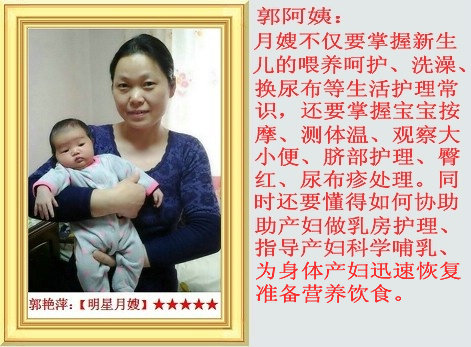 郭阿姨：
月嫂不仅要掌握新生
儿的喂养呵护、洗澡、
换尿布等生活护理常
识，还要掌握宝宝按
摩、测体温、观察大
小便、脐部护理、臀
红、尿布疹处理。同
时还要懂得如何协助
助产妇做乳房护理、
指导产妇科学哺乳、
为身体产妇迅速恢复
准备营养饮食。
郭艳萍:【明星月嫂】★★★★★